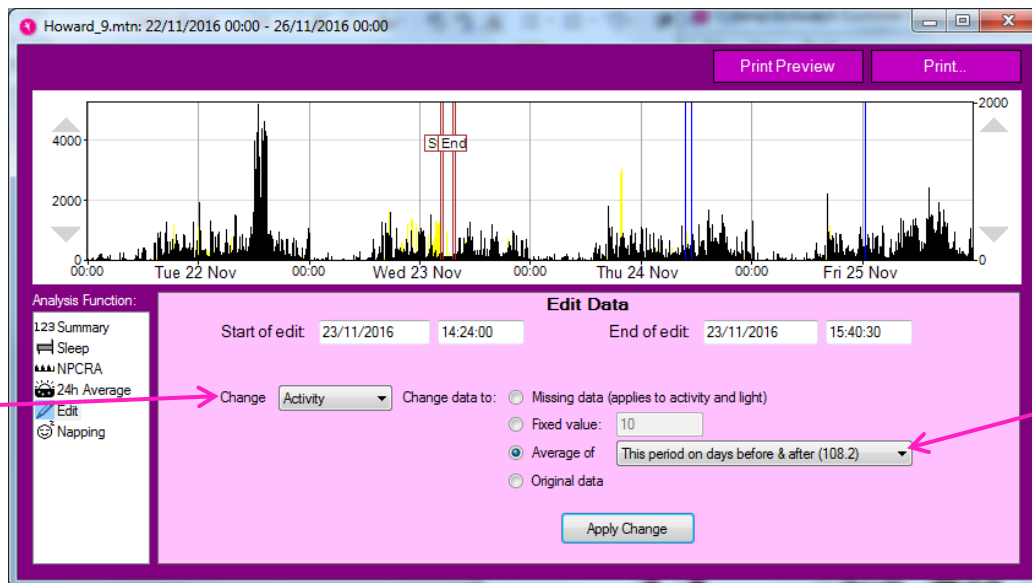 Howard_9.mtn: 22/11/2016 00:00 - 26/11/2016 00:00
Print Preview Print...
2000
4000
S End
2000
0 0
00:00 Tue 22 Nov 00:00 Wed 23 Nov 00:00 Thu 24 Nov 00:00 Fri 25 Nov
Analysis Function:
123 Summary
Sleep
NPCRA
24h Average
Edit
Napping
Edit Data
Start of edit: 23/11/2016 14:24:00 End of edit: 23/11/2016 15:40:30
Change Activity Change data to: Missing data (applies to activity and light)
Fixed value: 10
Average of This period on days before & after (108.2)
Original data
Apply Change